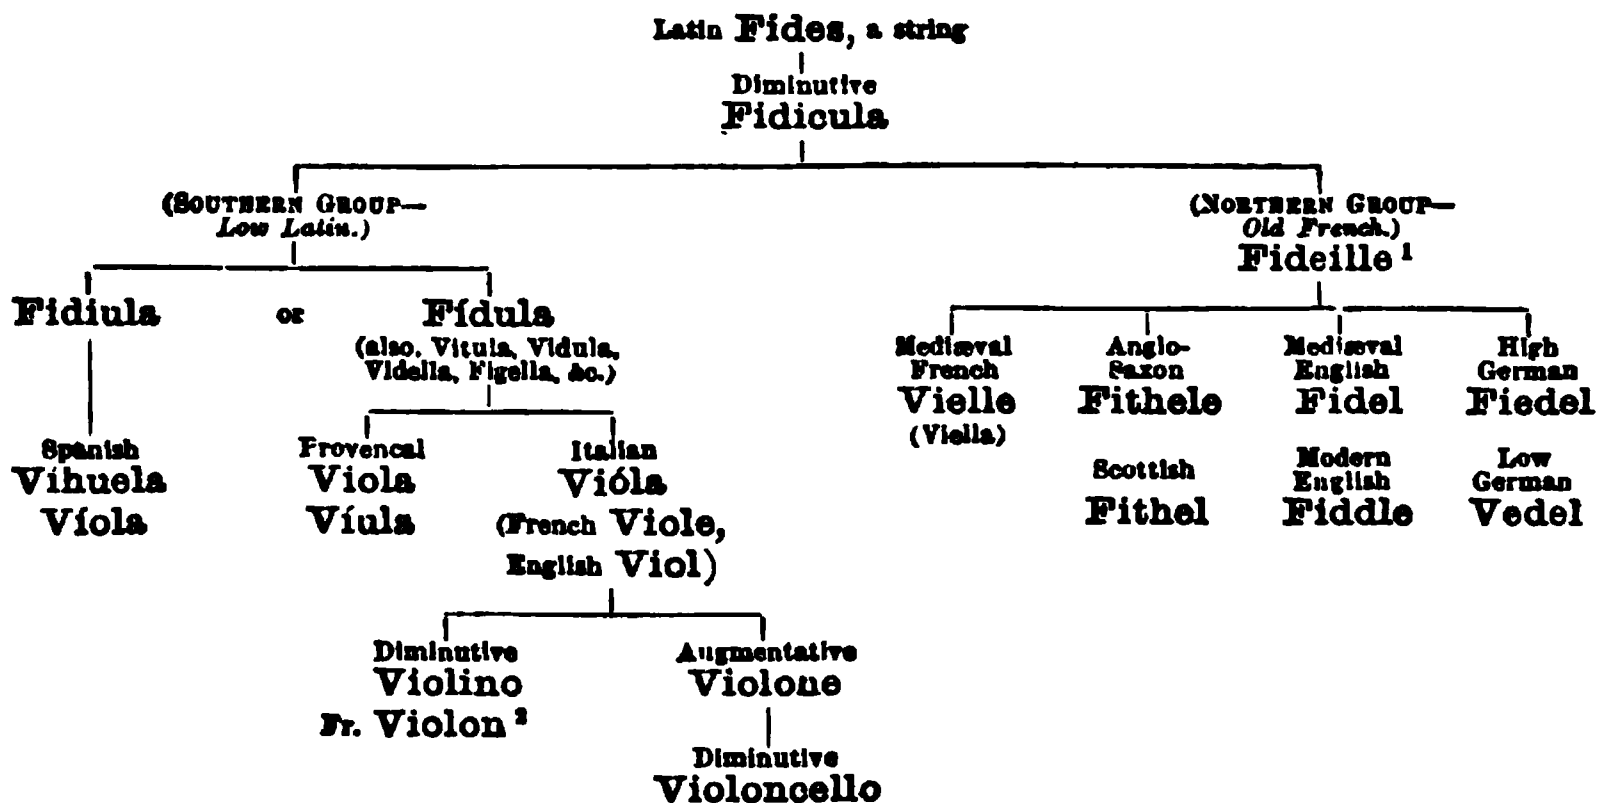 Latin Fides, a string
Diminutive
Fidicula
(SOUTHERN GROUP—
Low Latin.)
Fidiula
or
Fídula
(also. Vitula, Vidula,
Vidella, Figella, &c.)
Spanish
Vihuela
Víola
Provencal
Viola
Víula
Italian
Vióla
(French Viole,
English Viol)
Diminutive
Violino
Fr. Violon ²
Augmentative
Violone
Diminutive
Violoncello
(NORTHERN GROUP—
Old French.)
Fideille ¹
Mediæval
French
Vielle
(Viella)
Anglo-
Saxon
Fithele
Scottish
Fithel
Mediæval
English
Fidel
Modern
English
Fiddle
High
German
Fiedel
Low
German
Vedel